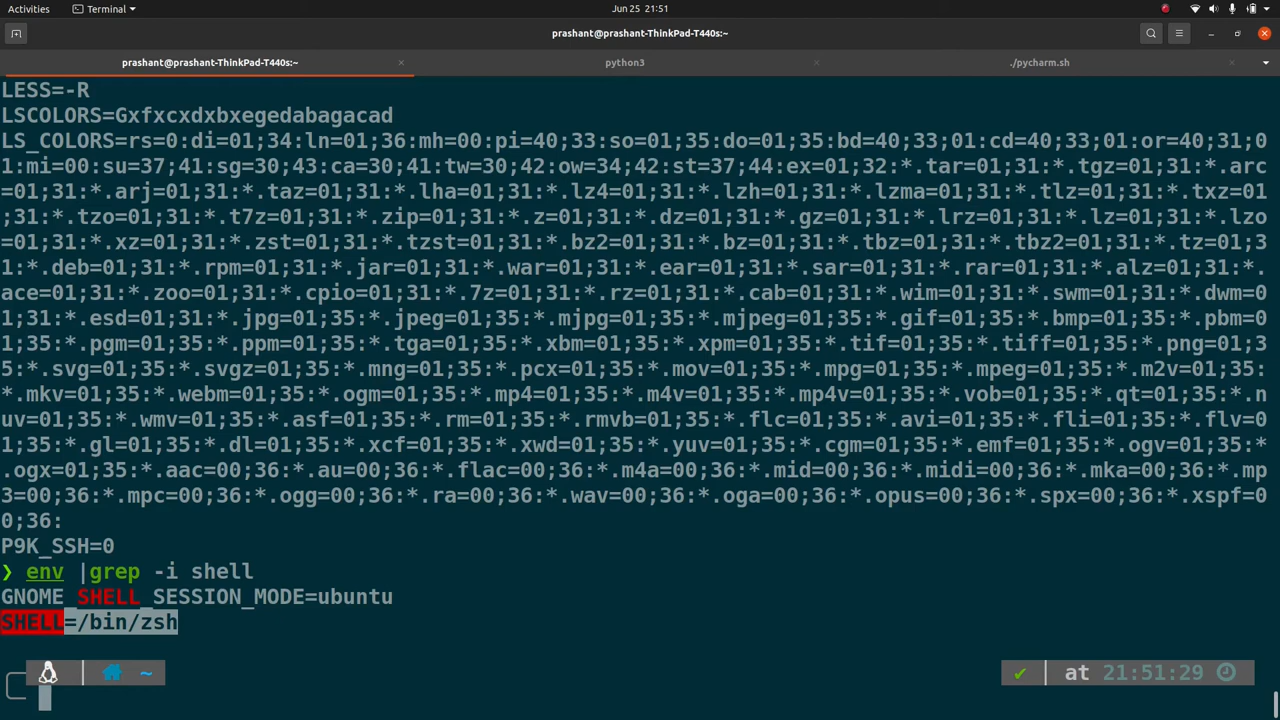 Activities
Terminal
Jun 25 21:51
prashant@prashant-ThinkPad-T440s:~
prashant@prashant-ThinkPad-T440s:~
python3
./pycharm.sh
LESS=-R
LSCOLORS=Gxfxcxdxbxegedabagacad
LS_COLORS=rs=0:di=01;34:ln=01;36:mh=00:pi=40;33:so=01;35:do=01;35:bd=40;33;01:cd=40;33;01:or=40;31;0
1:mi=00:su=37;41:sg=30;43:ca=30;41:tw=30;42:ow=34;42:st=37;44:ex=01;32:*.tar=01;31:*.tgz=01;31:*.arc
=01;31:*.arj=01;31:*.taz=01;31:*.lha=01;31:*.lz4=01;31:*.lzh=01;31:*.lzma=01;31:*.tlz=01;31:*.txz=01
;31:*.tzo=01;31:*.t7z=01;31:*.zip=01;31:*.z=01;31:*.dz=01;31:*.gz=01;31:*.lrz=01;31:*.lz=01;31:*.lzo
=01;31:*.xz=01;31:*.zst=01;31:*.tzst=01;31:*.bz2=01;31:*.bz=01;31:*.tbz=01;31:*.tbz2=01;31:*.tz=01;3
1:*.deb=01;31:*.rpm=01;31:*.jar=01;31:*.war=01;31:*.ear=01;31:*.sar=01;31:*.rar=01;31:*.alz=01;31:*.
ace=01;31:*.zoo=01;31:*.cpio=01;31:*.7z=01;31:*.rz=01;31:*.cab=01;31:*.wim=01;31:*.swm=01;31:*.dwm=0
1;31:*.esd=01;31:*.jpg=01;35:*.jpeg=01;35:*.mjpg=01;35:*.mjpeg=01;35:*.gif=01;35:*.bmp=01;35:*.pbm=0
1;35:*.pgm=01;35:*.ppm=01;35:*.tga=01;35:*.xbm=01;35:*.xpm=01;35:*.tif=01;35:*.tiff=01;35:*.png=01;3
5:*.svg=01;35:*.svgz=01;35:*.mng=01;35:*.pcx=01;35:*.mov=01;35:*.mpg=01;35:*.mpeg=01;35:*.m2v=01;35:
*.mkv=01;35:*.webm=01;35:*.ogm=01;35:*.mp4=01;35:*.m4v=01;35:*.mp4v=01;35:*.vob=01;35:*.qt=01;35:*.n
uv=01;35:*.wmv=01;35:*.asf=01;35:*.rm=01;35:*.rmvb=01;35:*.flc=01;35:*.avi=01;35:*.fli=01;35:*.flv=0
1;35:*.gl=01;35:*.dl=01;35:*.xcf=01;35:*.xwd=01;35:*.yuv=01;35:*.cgm=01;35:*.emf=01;35:*.ogv=01;35:*
.ogx=01;35:*.aac=00;36:*.au=00;36:*.flac=00;36:*.m4a=00;36:*.mid=00;36:*.midi=00;36:*.mka=00;36:*.mp
3=00;36:*.mpc=00;36:*.ogg=00;36:*.ra=00;36:*.wav=00;36:*.oga=00;36:*.opus=00;36:*.spx=00;36:*.xspf=0
0;36:
P9K_SSH=0
❯ env |grep -i shell
GNOME_SHELL_SESSION_MODE=ubuntu
SHELL=/bin/zsh
~ ✔ at 21:51:29